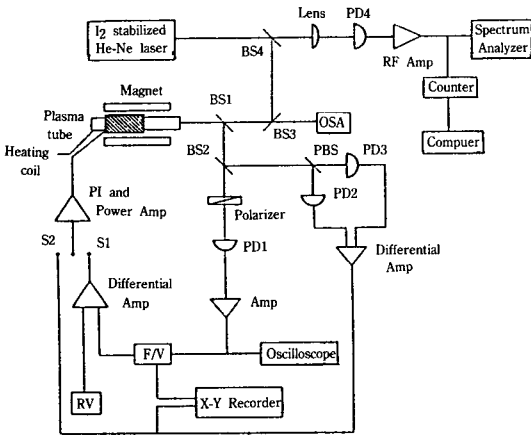 I2 stabilized
He-Ne laser
BS4
Lens
PD4
RF Amp
Spectrum
Analyzer
Counter
Compuer
Magnet
Plasma
tube
Heating
coil
BS1
BS3
OSA
BS2
PBS
PD3
PD2
Polarizer
PD1
PI and
Power Amp
S2
S1
Differential
Amp
Differential
Amp
Amp
F/V
Oscilloscope
RV
X-Y Recorder